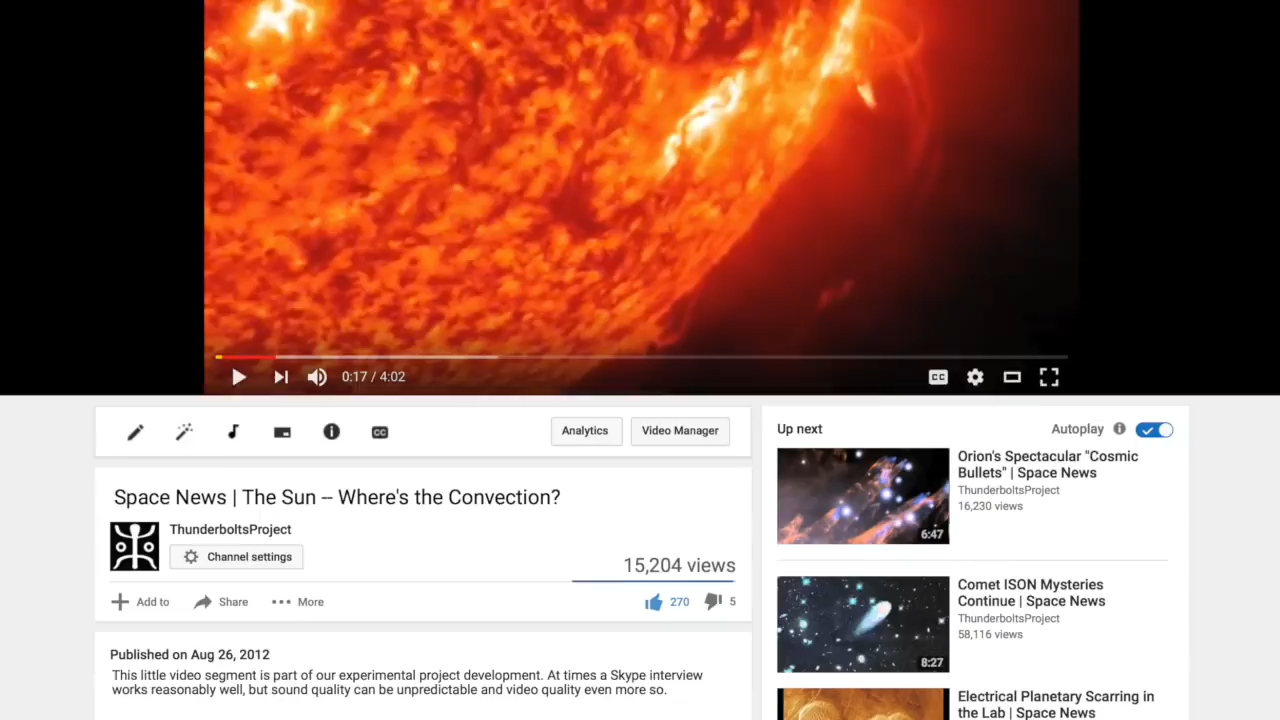 CC
0:17 / 4:02
CC
Analytics
Video Manager
Space News | The Sun -- Where's the Convection?
ThunderboltsProject
Channel settings
15,204 views
Add to
Share
More
270
5
Published on Aug 26, 2012
This little video segment is part of our experimental project development. At times a Skype interview
works reasonably well, but sound quality can be unpredictable and video quality even more so.
Up next
Autoplay
6:47
Orion's Spectacular "Cosmic
Bullets" | Space News
ThunderboltsProject
16,230 views
8:27
Comet ISON Mysteries
Continue | Space News
ThunderboltsProject
58,116 views
Electrical Planetary Scarring in
the Lab | Space News